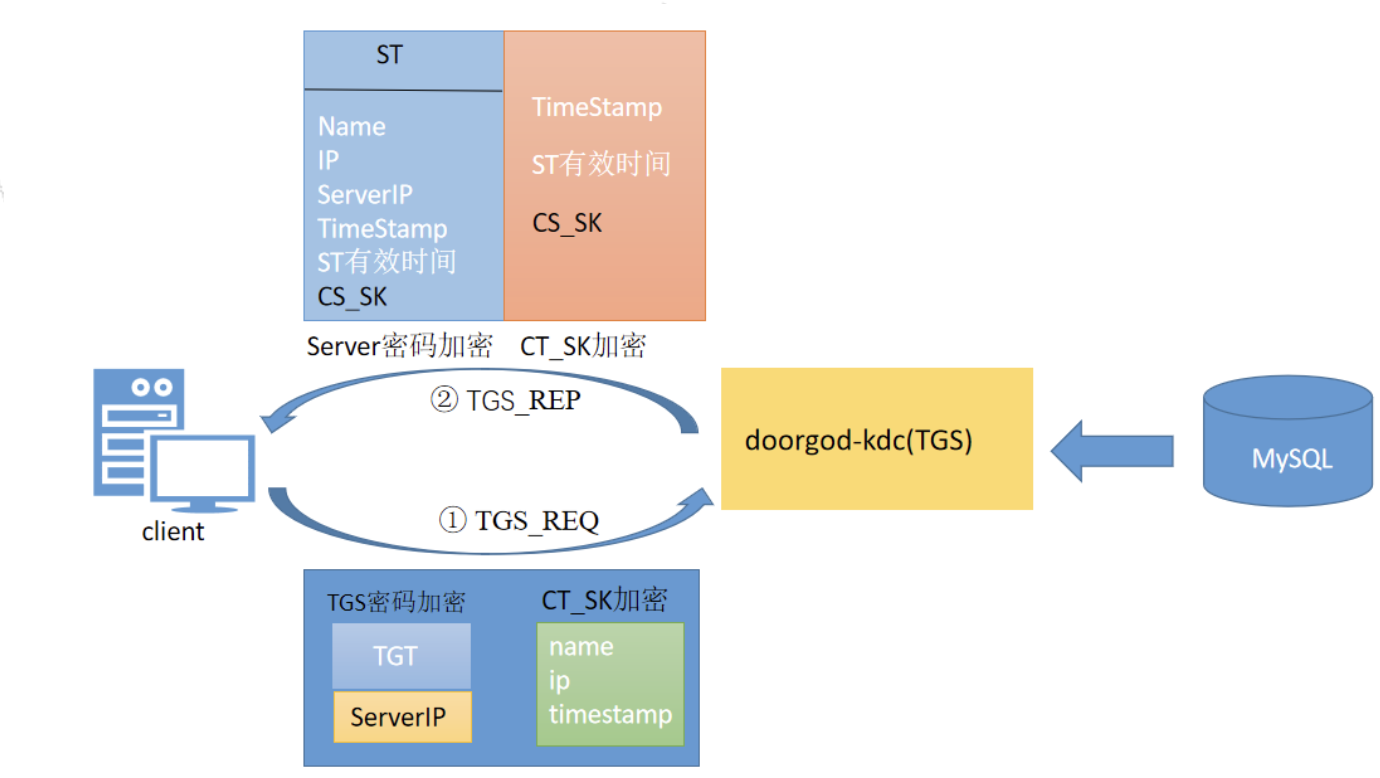 ST
Name
IP
ServerIP
TimeStamp
ST有效时间
CS_SK
TimeStamp
ST有效时间
CS_SK
Server密码加密
CT_SK加密
② TGS_REP
doorgod-kdc(TGS)
MySQL
client
① TGS_REQ
TGS密码加密
TGT
ServerIP
CT_SK加密
name
ip
timestamp